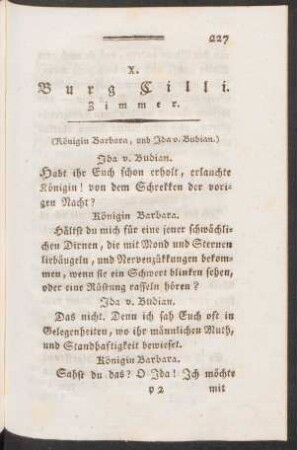 227
X.
Burg Cilli.
Zimmer.
(Königin Barbara, und Ida v. Budian.)
Ida v. Budian.
Habt ihr Euch schon erholt, erlauchte
Königin! von dem Schrekken der vori-
gen Nacht?
Königin Barbara.
Hältst du mich für eine jener schwächli-
chen Dirnen, die mit Mond und Sternen
liebäugeln, und Nervenzükkungen bekom-
men, wenn sie ein Schwert blinken sehen,
oder eine Rüstung rasseln hören?
Ida v. Budian.
Das nicht. Denn ich sah Euch oft in
Gelegenheiten, wo ihr männlichen Muth,
und Standhaftigkeit bewieset.
Königin Barbara.
Sahst du das? O Ida! Ich möchte
p 2 mit